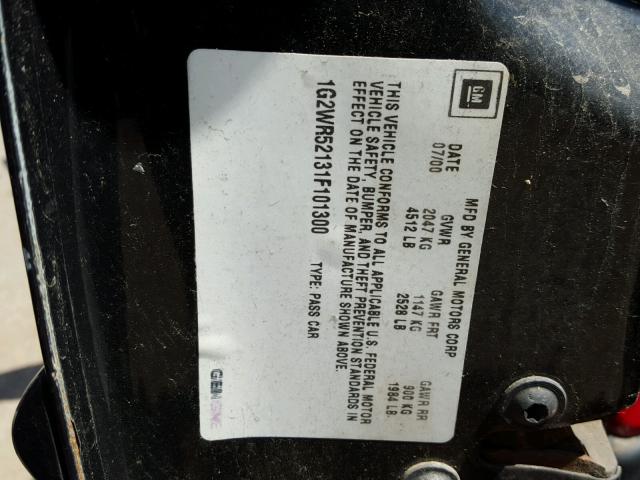 GM
MFD BY GENERAL MOTORS CORP
DATE GVWR GAWR FRT GAWR RR
07/00 2047 KG 1147 KG 900 KG
4512 LB 2528 LB 1984 LB
THIS VEHICLE CONFORMS TO ALL APPLICABLE U.S. FEDERAL MOTOR
VEHICLE SAFETY, BUMPER, AND THEFT PREVENTION STANDARDS IN
EFFECT ON THE DATE OF MANUFACTURE SHOWN ABOVE.
1G2WR52131F101300 TYPE: PASS CAR